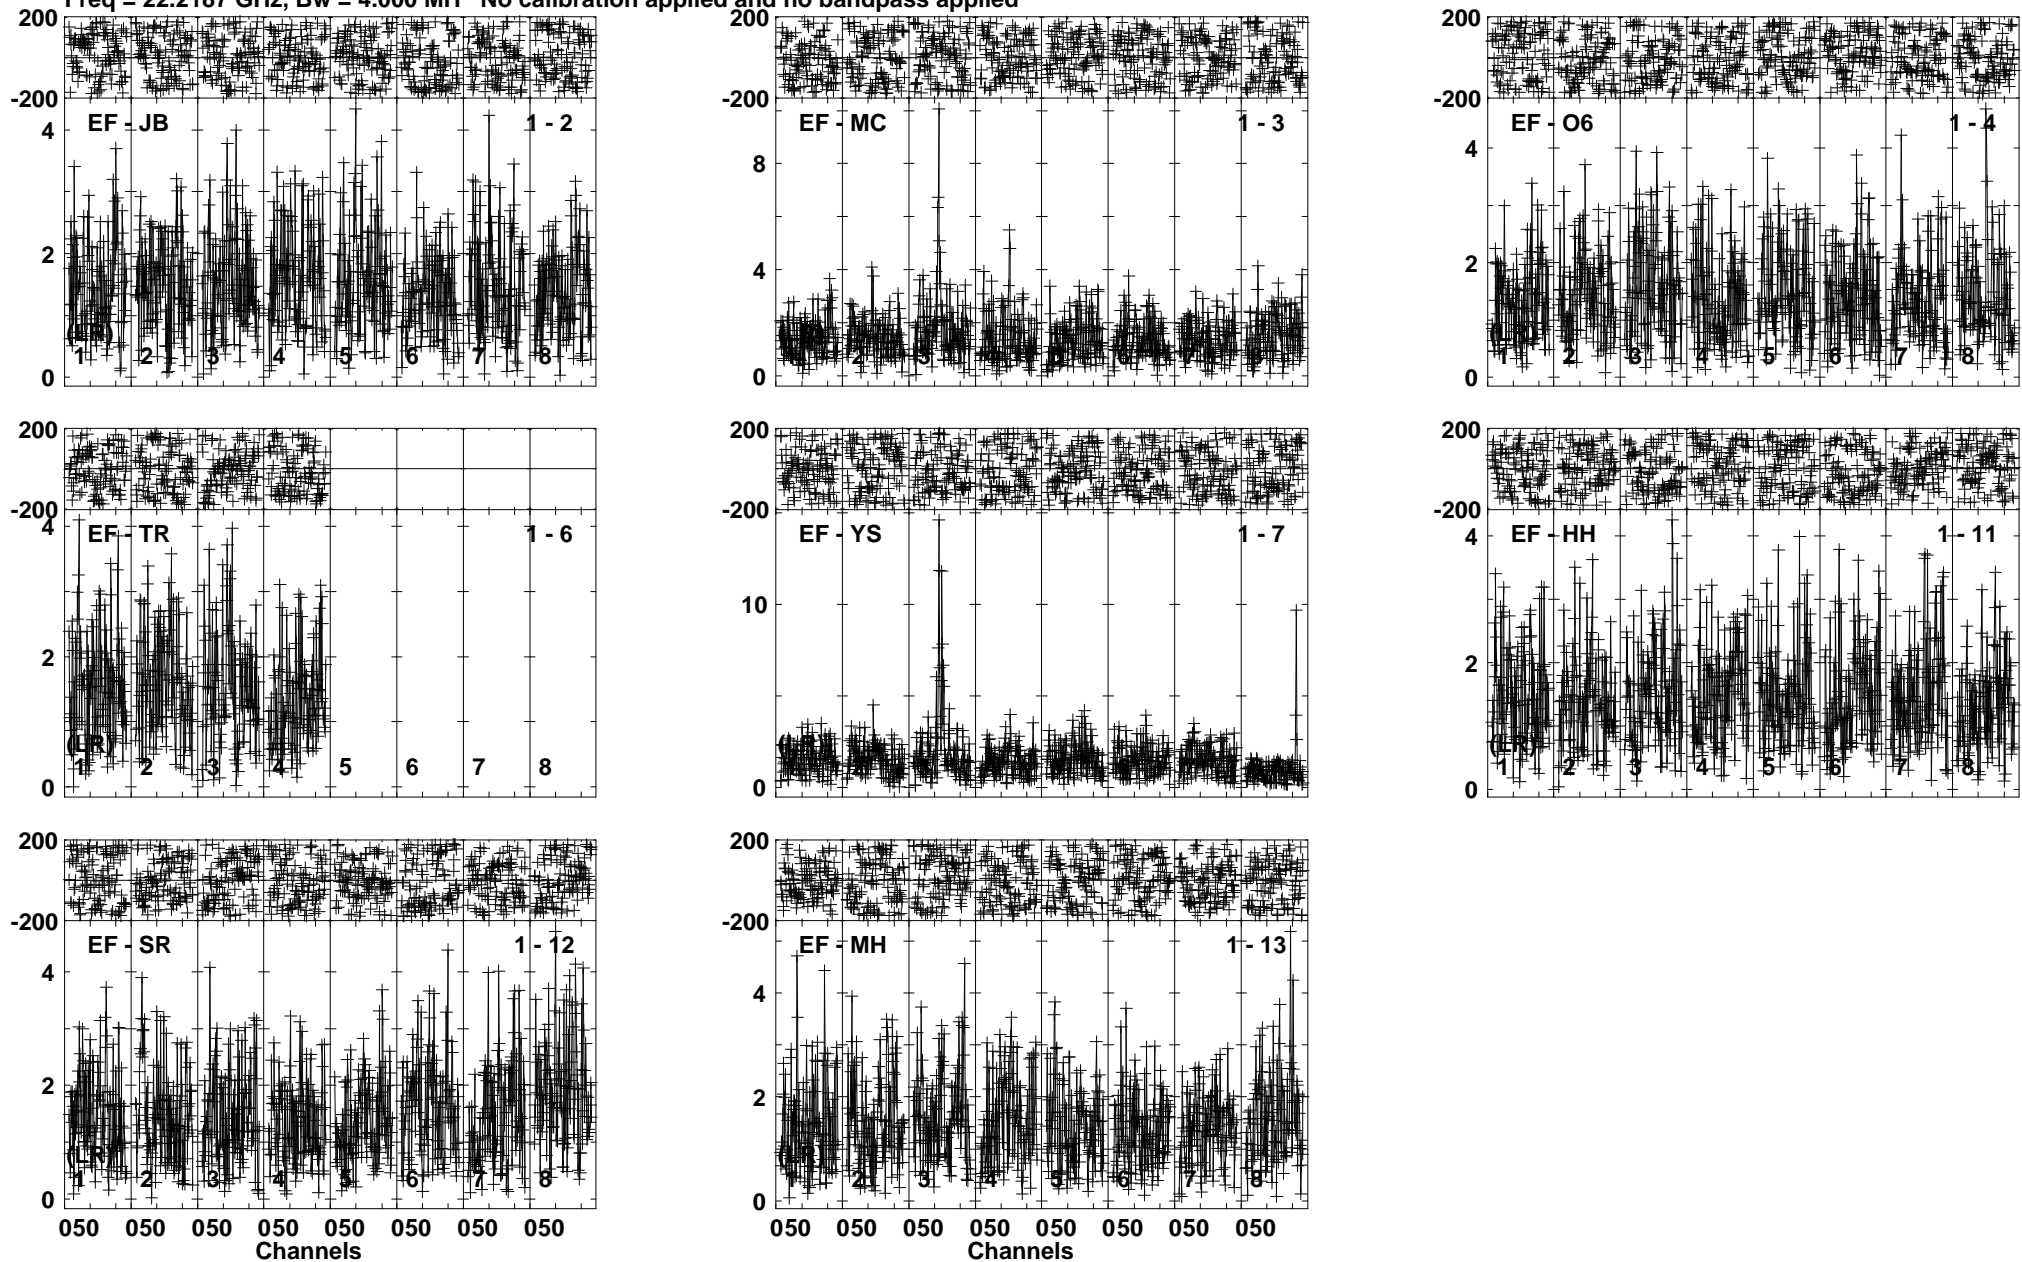 Freq = 22.2187 GHz, Bw = 4.000 MH No calibration applied and no bandpass applied
200 200 200
-200 -200 -200
EF - JB 1 - 2 EF - MC 1 - 3 EF - O6 1 - 4
4 8 4
2 4 2
(LR) (LR)
1 2 3 4 5 6 7 8 1 2 3 4 5 6 7 8
0 0 0
200 200 200
-200 -200 -200
EF - TR 1 - 6 EF - YS 1 - 7 EF - HH 1 - 11
4 10 4
2 2
(LR) (LR) (LR)
1 2 3 4 5 6 7 8 1 2 3 4 5 6 7 8
0 0 0
200 200
-200 -200
EF - SR 1 - 12 EF - MH 1 - 13
4 4
2 2
(LR) (LR)
1 2 3 4 5 6 7 8 1 2 3 4 5 6 7 8
0 0
050 050 050 050 050 050 050 050 050 050 050 050 050 050 050 050
Channels Channels